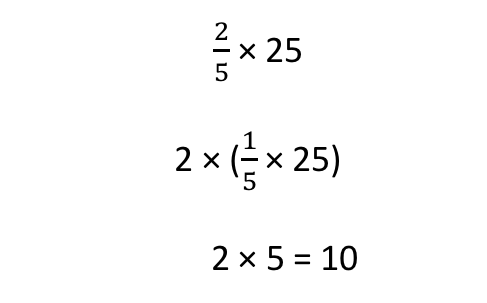 2/5 × 25
2 × (1/5 × 25)
2 × 5 = 10